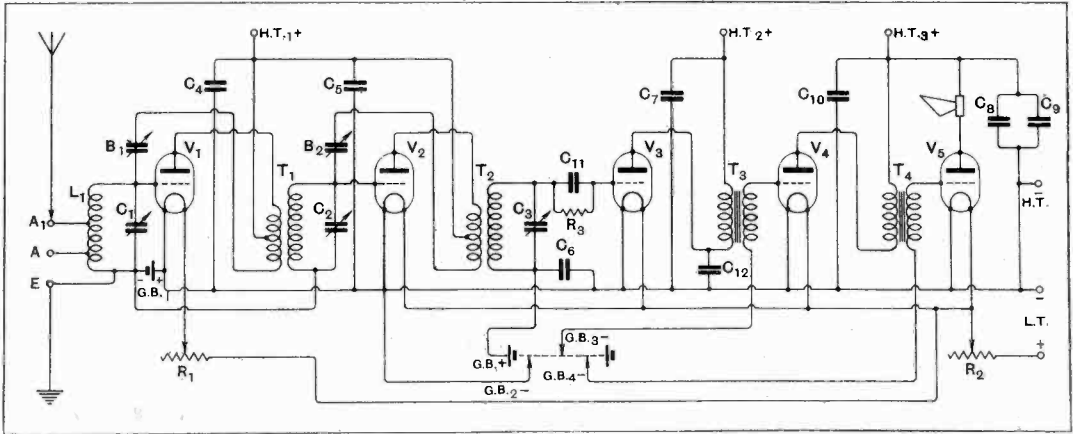 H.T.1+
H.T.2+
H.T.3+
C4
C5
C7
C10
C8
C9
B1
V1
B2
V2
V3
V4
V5
L1
T1
T2
C11
T3
T4
A1
C1
C2
C3
R3
H.T.
−
A
C6
C12
E
− +
G.B.1
−
L.T.
+
G.B.3−
G.B.1+
G.B.2−
G.B.4−
R1
R2